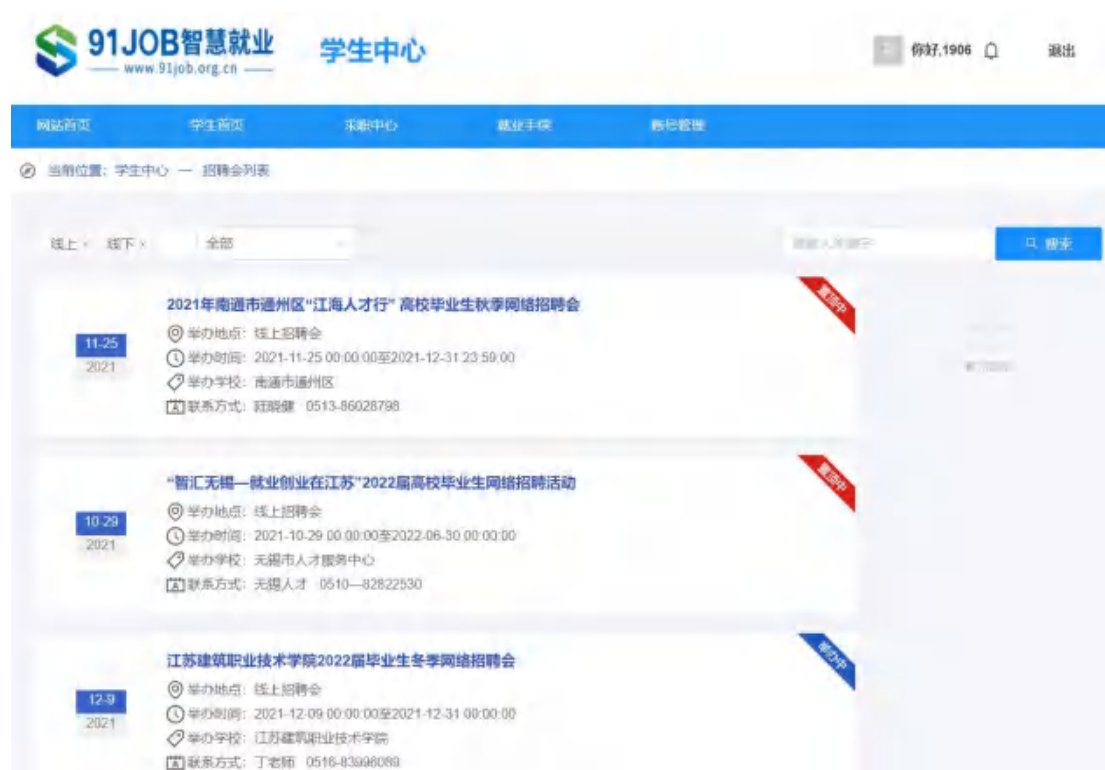 91JOB智慧就业
www.91job.org.cn
学生中心
你好,1906
退出
网站首页 学生首页 求职中心 就业手续 账号管理
当前位置：学生中心 — 招聘会列表
线上 线下 全部
搜索
2021年南通市通州区“江海人才行” 高校毕业生秋季网络招聘会
置顶中
11-25
2021
举办地点：线上招聘会
举办时间：2021-11-25 00:00:00至2021-12-31 23:59:00
举办学校：南通市通州区
联系方式： 0513-86028798
“智汇无锡—就业创业在江苏”2022届高校毕业生网络招聘活动
置顶中
10-29
2021
举办地点：线上招聘会
举办时间：2021-10-29 00:00:00至2022-06-30 00:00:00
举办学校：无锡市人才服务中心
联系方式：无锡人才 0510—82822530
江苏建筑职业技术学院2022届毕业生冬季网络招聘会
举办中
12-9
2021
举办地点：线上招聘会
举办时间：2021-12-09 00:00:00至2021-12-31 00:00:00
举办学校：江苏建筑职业技术学院
联系方式：丁老师 0516-83996089